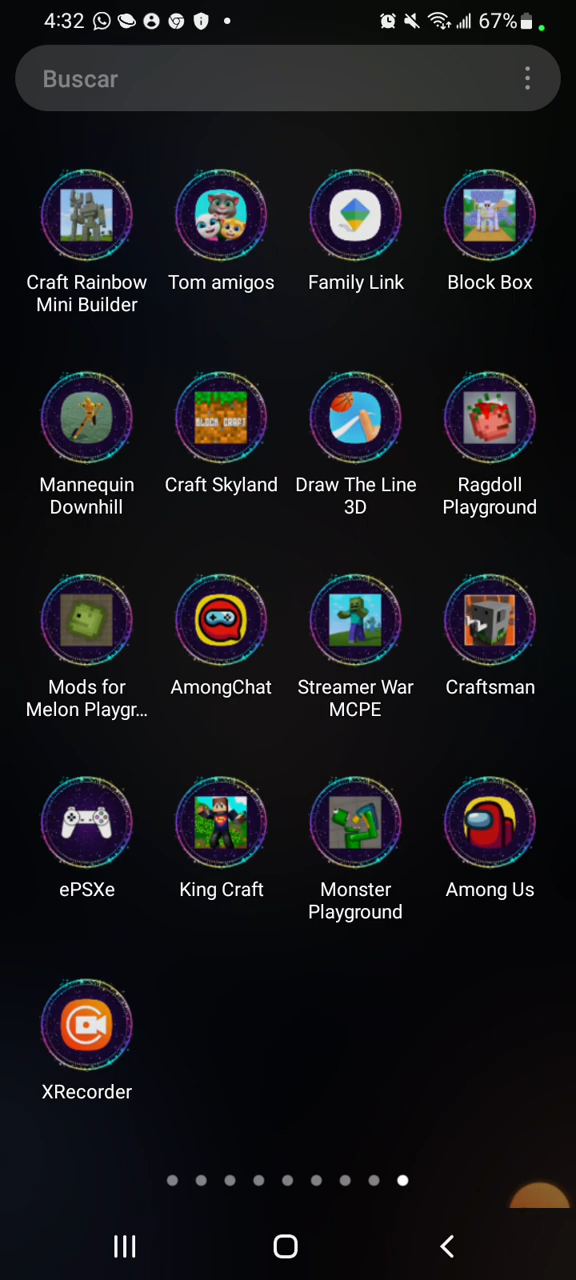 4:32
67%
Buscar
Craft Rainbow Mini Builder
Tom amigos
Family Link
Block Box
Mannequin Downhill
BLOCK CRAFT
Craft Skyland
Draw The Line 3D
Ragdoll Playground
Mods for Melon Playgr...
AmongChat
Streamer War MCPE
Craftsman
ePSXe
King Craft
Monster Playground
Among Us
XRecorder